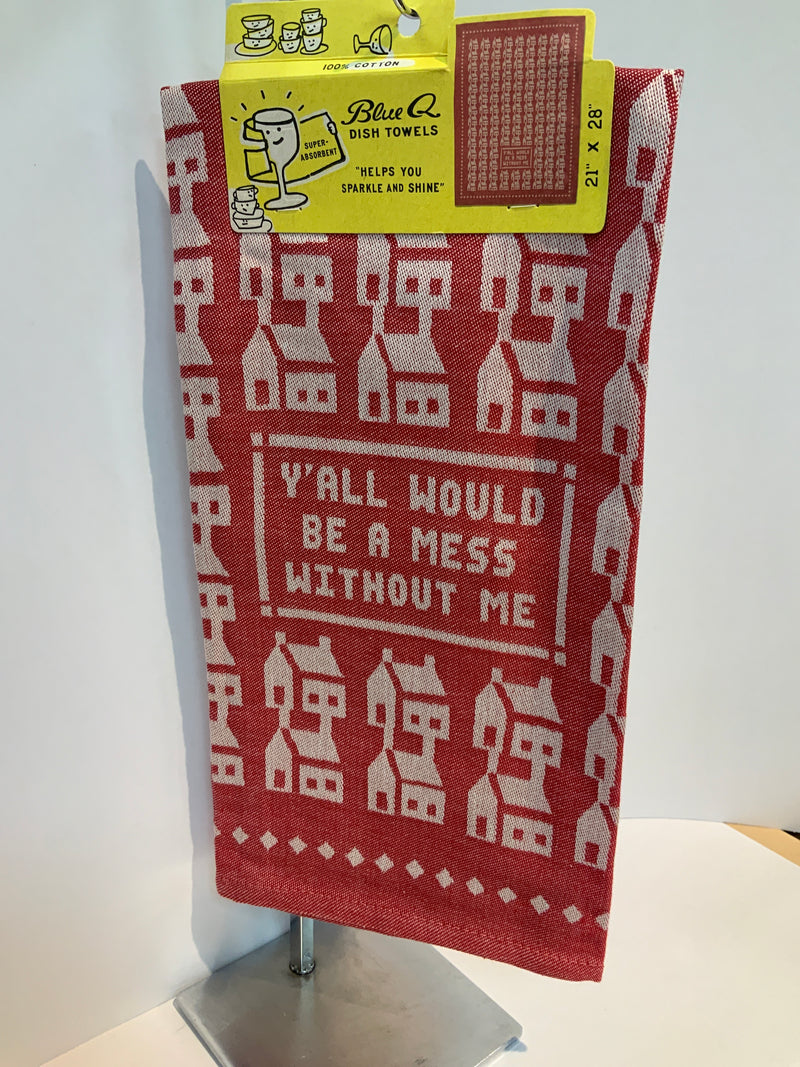 100% COTTON
Blue Q
DISH TOWELS
SUPER-
ABSORBENT
"HELPS YOU
SPARKLE AND SHINE"
21" X 28"
Y'ALL WOULD
BE A MESS
WITHOUT ME